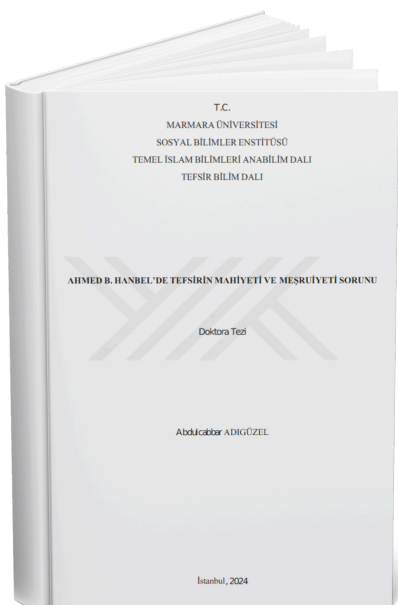 T.C.
MARMARA ÜNİVERSİTESİ
SOSYAL BİLİMLER ENSTİTÜSÜ
TEMEL İSLAM BİLİMLERİ ANABİLİM DALI
TEFSİR BİLİM DALI
AHMED B. HANBEL'DE TEFSİRİN MAHİYETİ VE MEŞRUİYETİ SORUNU
Doktora Tezi
Abdulcabbar ADIGÜZEL
İstanbul, 2024